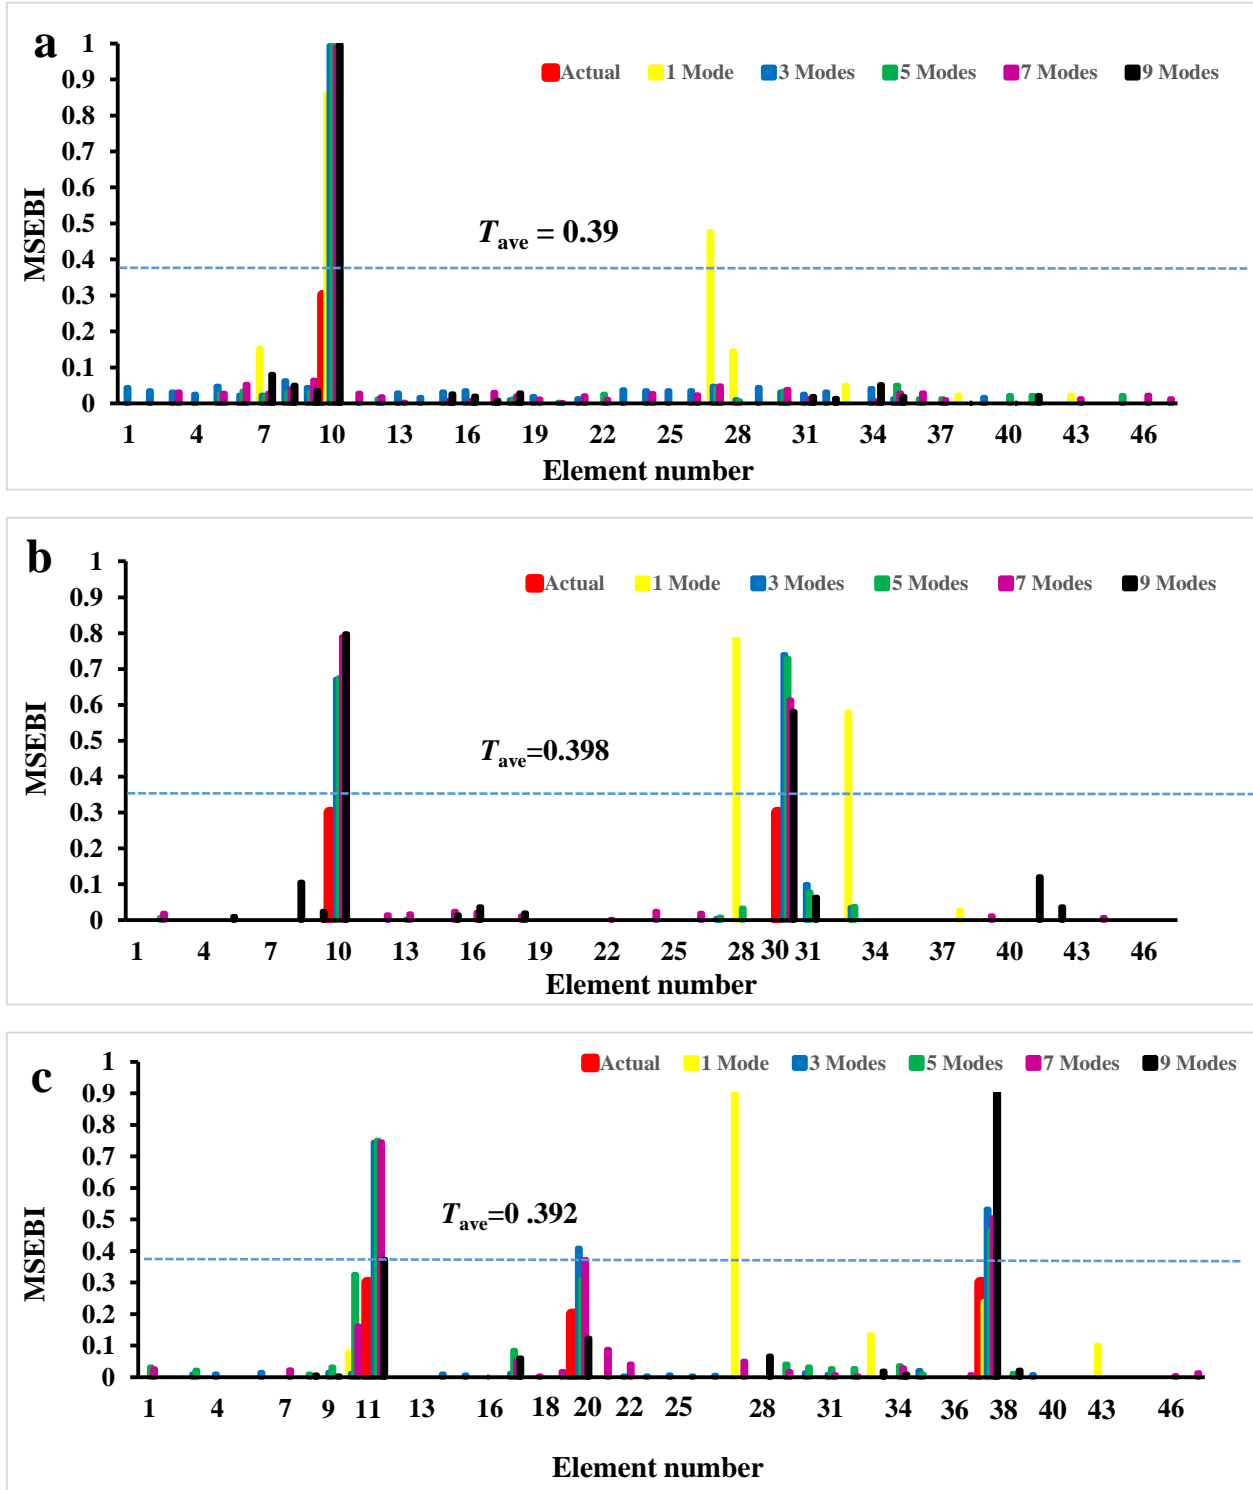 a
Actual 1 Mode 3 Modes 5 Modes 7 Modes 9 Modes
1
0.9
0.8
0.7
0.6
0.5
0.4
0.3
0.2
0.1
0
MSEBI
Tave = 0.39
1 4 7 10 13 16 19 22 25 28 31 34 37 40 43 46
Element number
b
Actual 1 Mode 3 Modes 5 Modes 7 Modes 9 Modes
1
0.9
0.8
0.7
0.6
0.5
0.4
0.3
0.2
0.1
0
MSEBI
Tave=0.398
1 4 7 10 13 16 19 22 25 28 30 31 34 37 40 43 46
Element number
c
Actual 1 Mode 3 Modes 5 Modes 7 Modes 9 Modes
1
0.9
0.8
0.7
0.6
0.5
0.4
0.3
0.2
0.1
0
MSEBI
Tave=0 .392
1 4 7 9 11 13 16 18 20 22 25 28 31 34 36 38 40 43 46
Element number